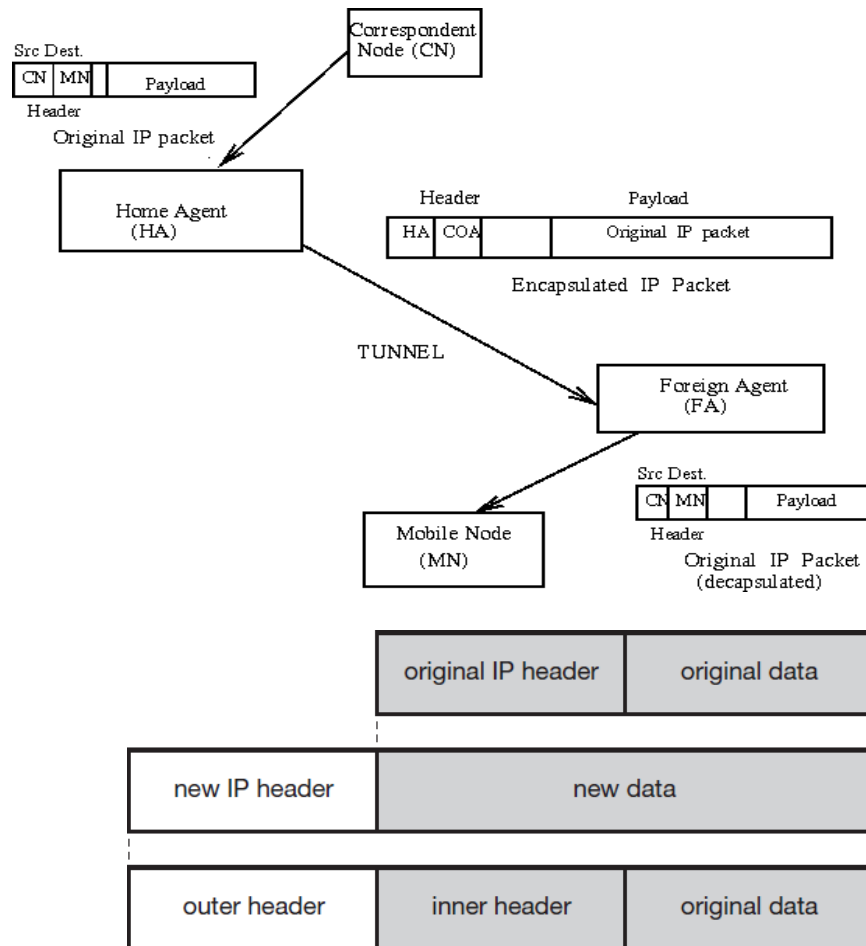 Correspondent
Node (CN)
Src Dest.
CN MN Payload
Header
Original IP packet
Home Agent
(HA)
Header Payload
HA COA Original IP packet
Encapsulated IP Packet
TUNNEL
Foreign Agent
(FA)
Src Dest.
CN MN Payload
Header
Original IP Packet
(decapsulated)
Mobile Node
(MN)
original IP header original data
new IP header new data
outer header inner header original data